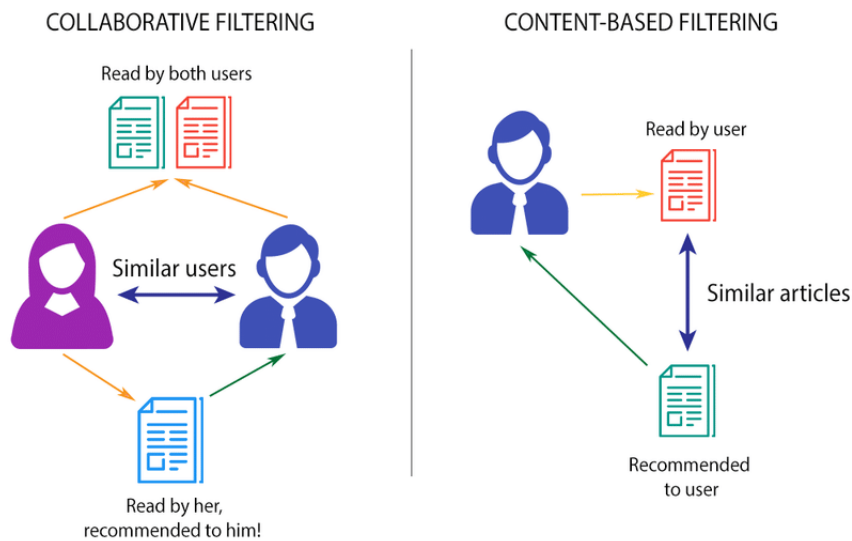 COLLABORATIVE FILTERING
Read by both users
Similar users
Read by her,
recommended to him!
CONTENT-BASED FILTERING
Read by user
Similar articles
Recommended
to user